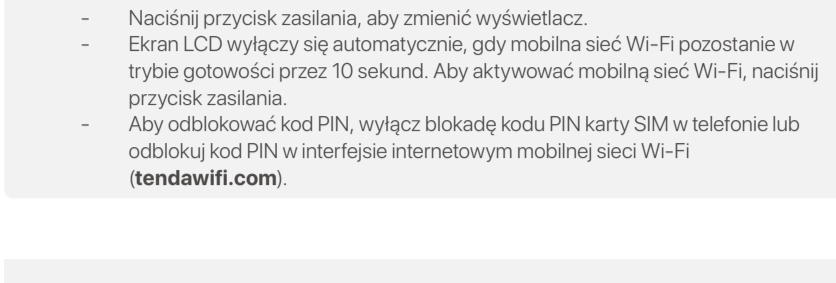 - Naciśnij przycisk zasilania, aby zmienić wyświetlacz.
- Ekran LCD wyłączy się automatycznie, gdy mobilna sieć Wi-Fi pozostanie w
trybie gotowości przez 10 sekund. Aby aktywować mobilną sieć Wi-Fi, naciśnij
przycisk zasilania.
- Aby odblokować kod PIN, wyłącz blokadę kodu PIN karty SIM w telefonie lub
odblokuj kod PIN w interfejsie internetowym mobilnej sieci Wi-Fi
(tendawifi.com).